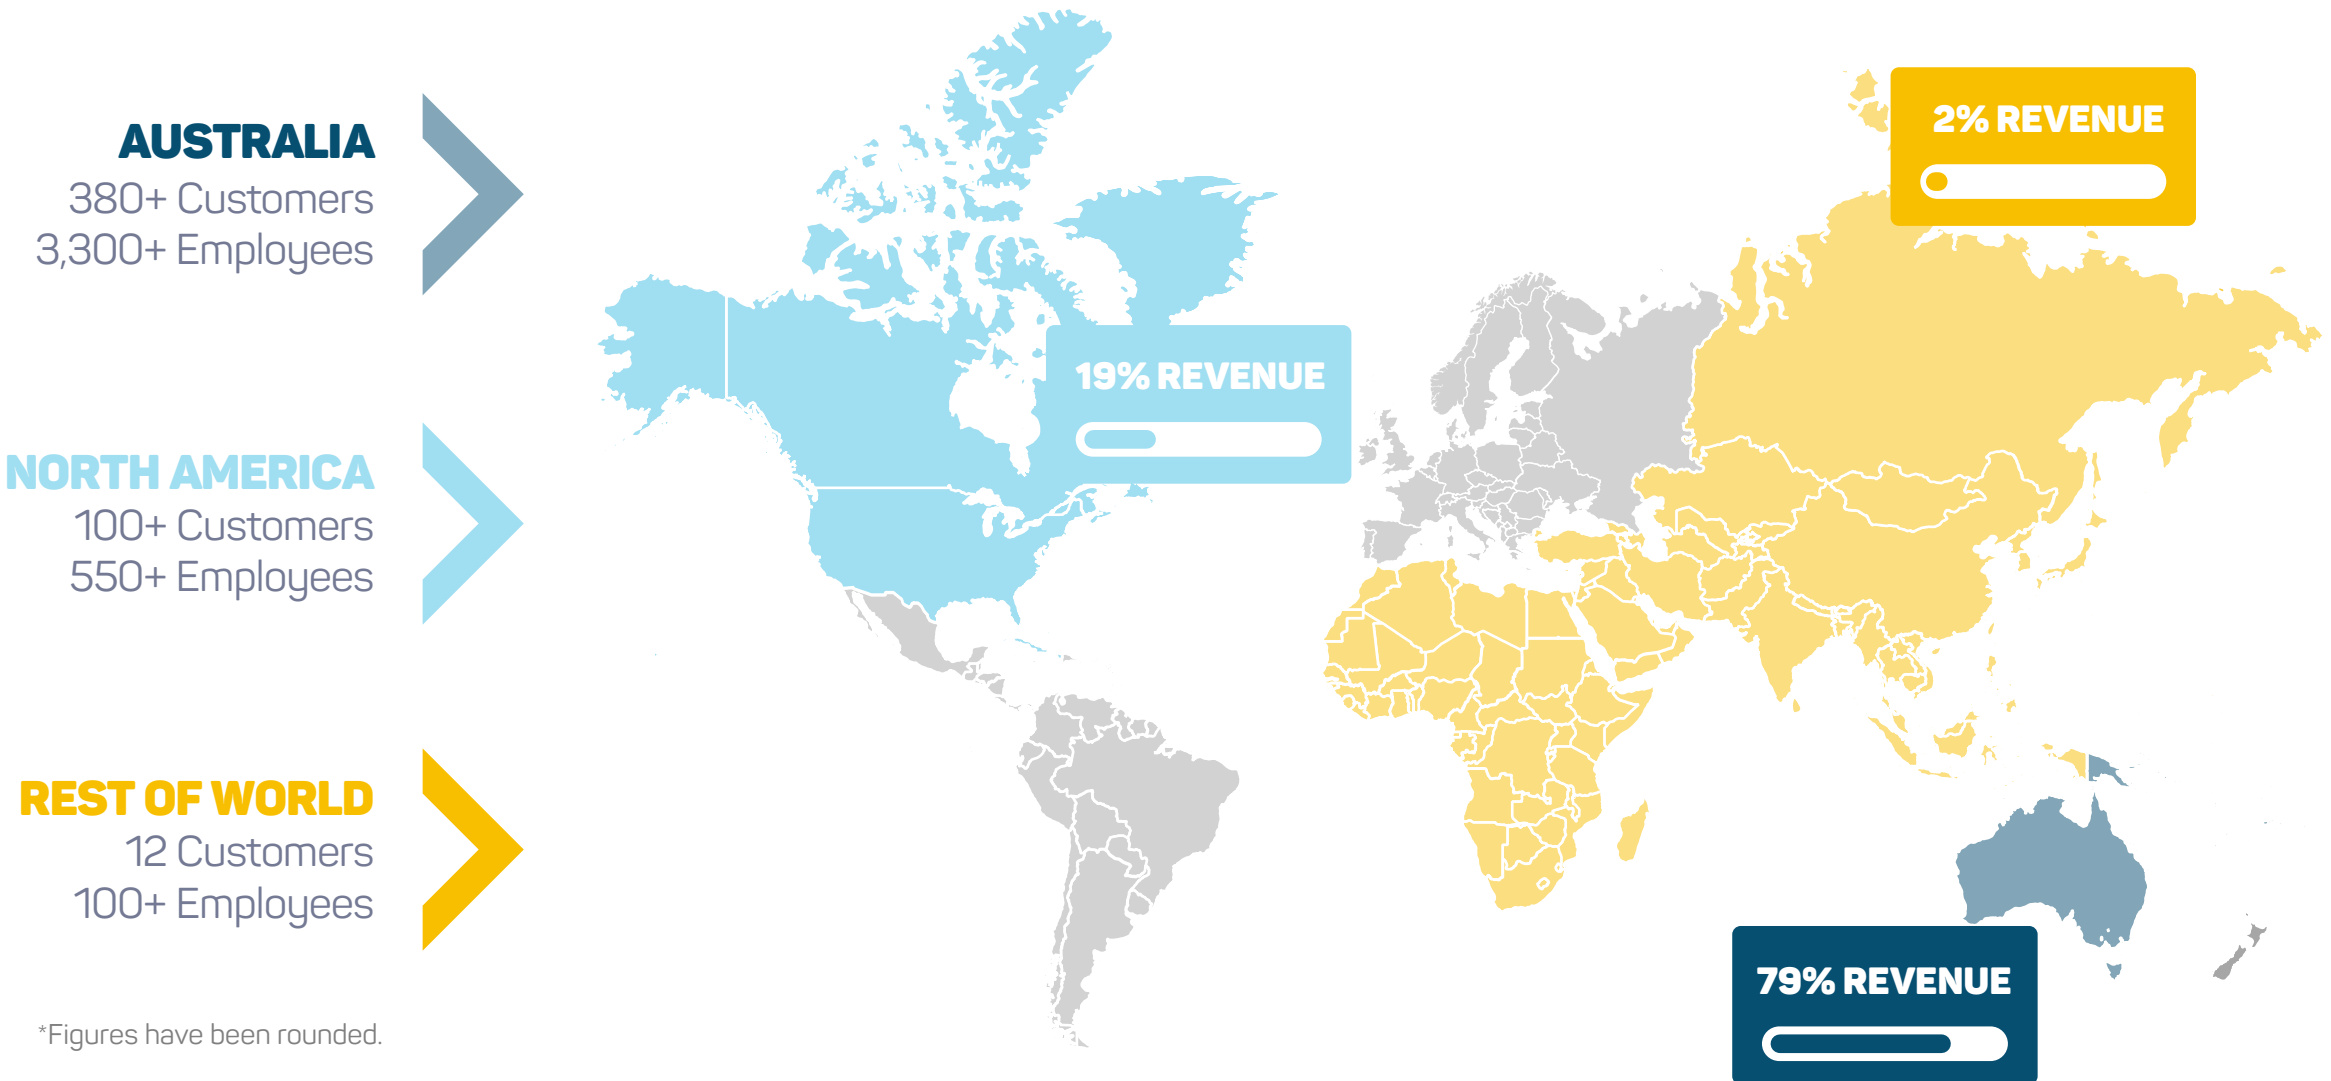 AUSTRALIA
380+ Customers
3,300+ Employees
NORTH AMERICA
100+ Customers
550+ Employees
REST OF WORLD
12 Customers
100+ Employees
*Figures have been rounded.
2% REVENUE
19% REVENUE
79% REVENUE